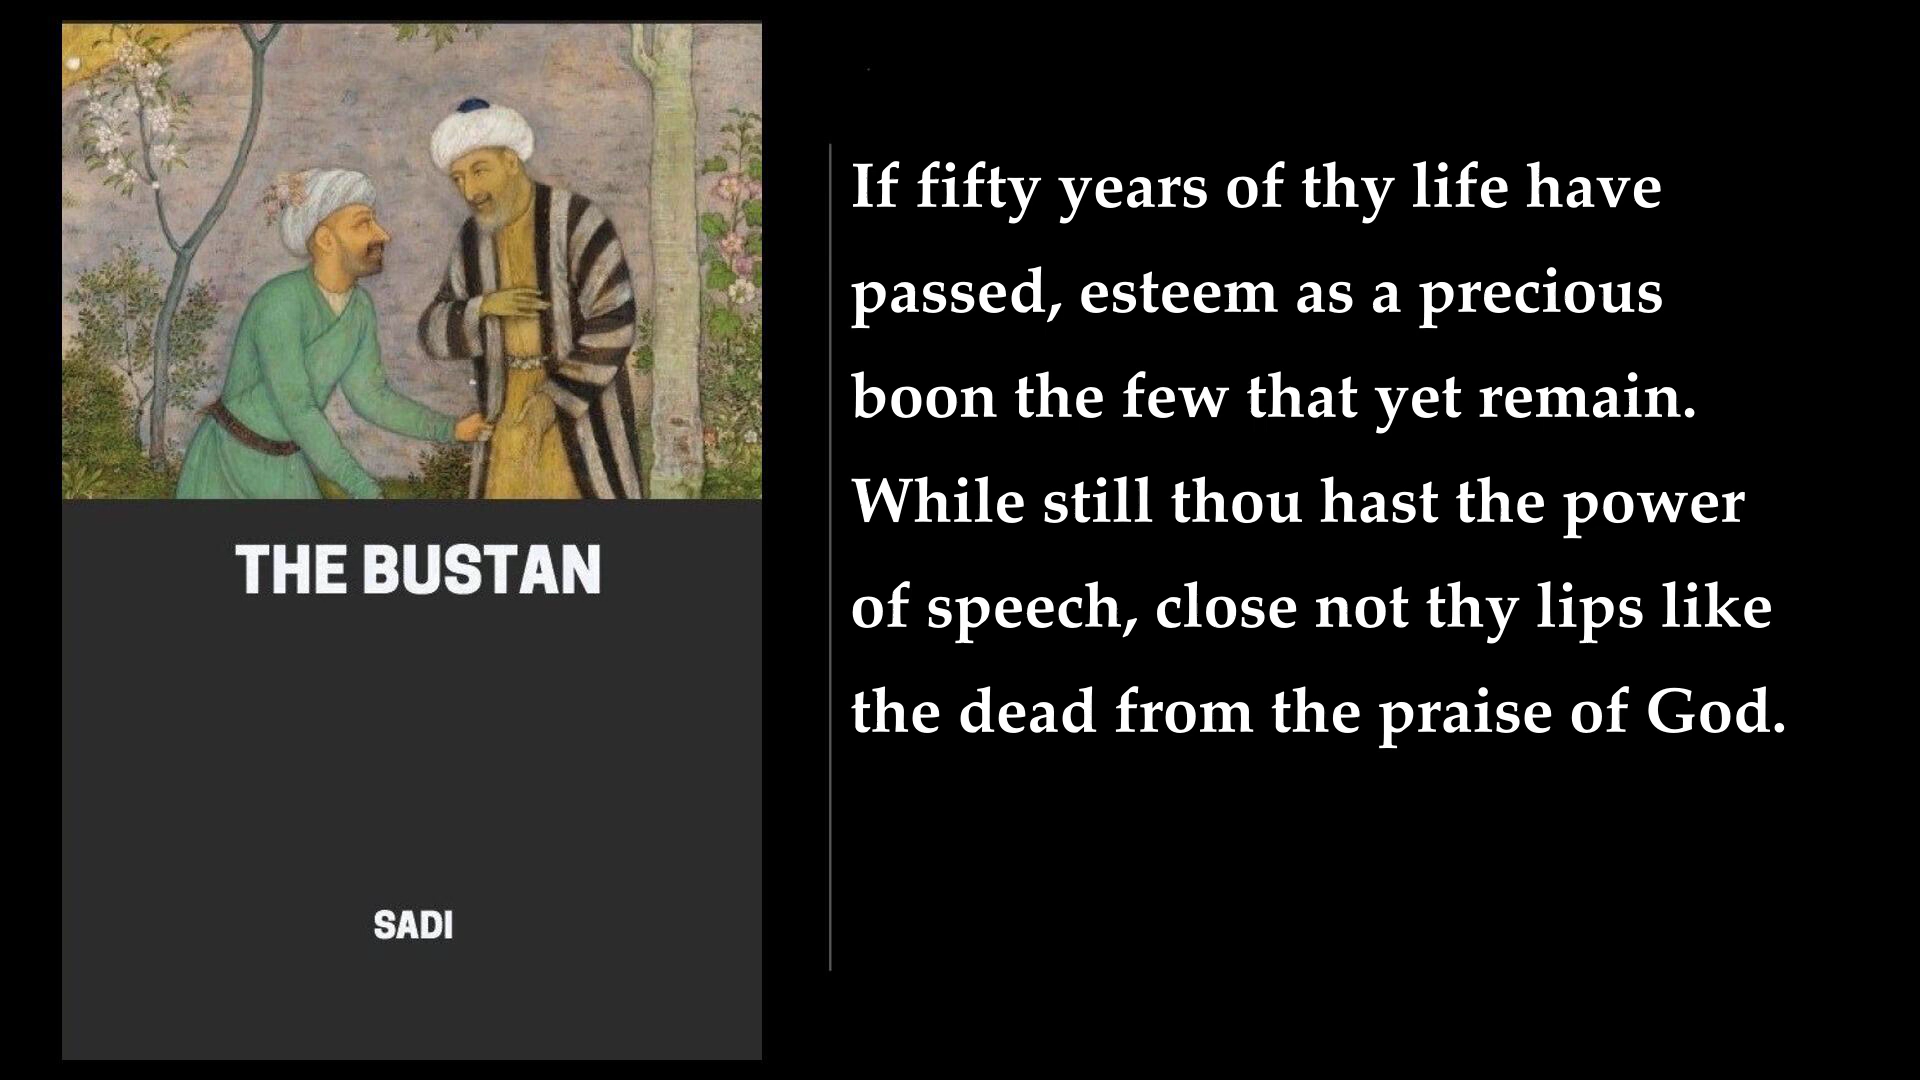 THE BUSTAN
SADI
If fifty years of thy life have
passed, esteem as a precious
boon the few that yet remain.
While still thou hast the power
of speech, close not thy lips like
the dead from the praise of God.